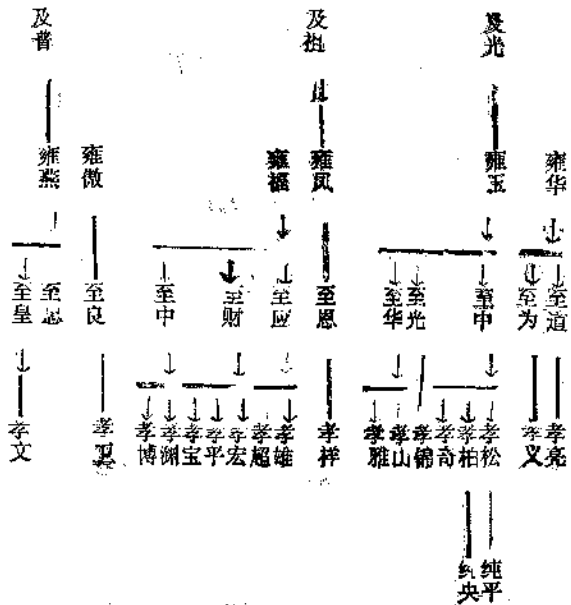 及普 及祖 及光
雍燕 雍微 雍福 雍凤 雍玉 雍华
至皇 至思 至良 至中 至财 至应 至恩 至华 至光 至中 至为 至道
孝文 孝卫 孝博 孝渊 孝宝 孝平 孝宏 孝超 孝雄 孝祥 孝雅 孝山 孝锦 孝奇 孝柏 孝松 孝义 孝亮
纯央 纯平